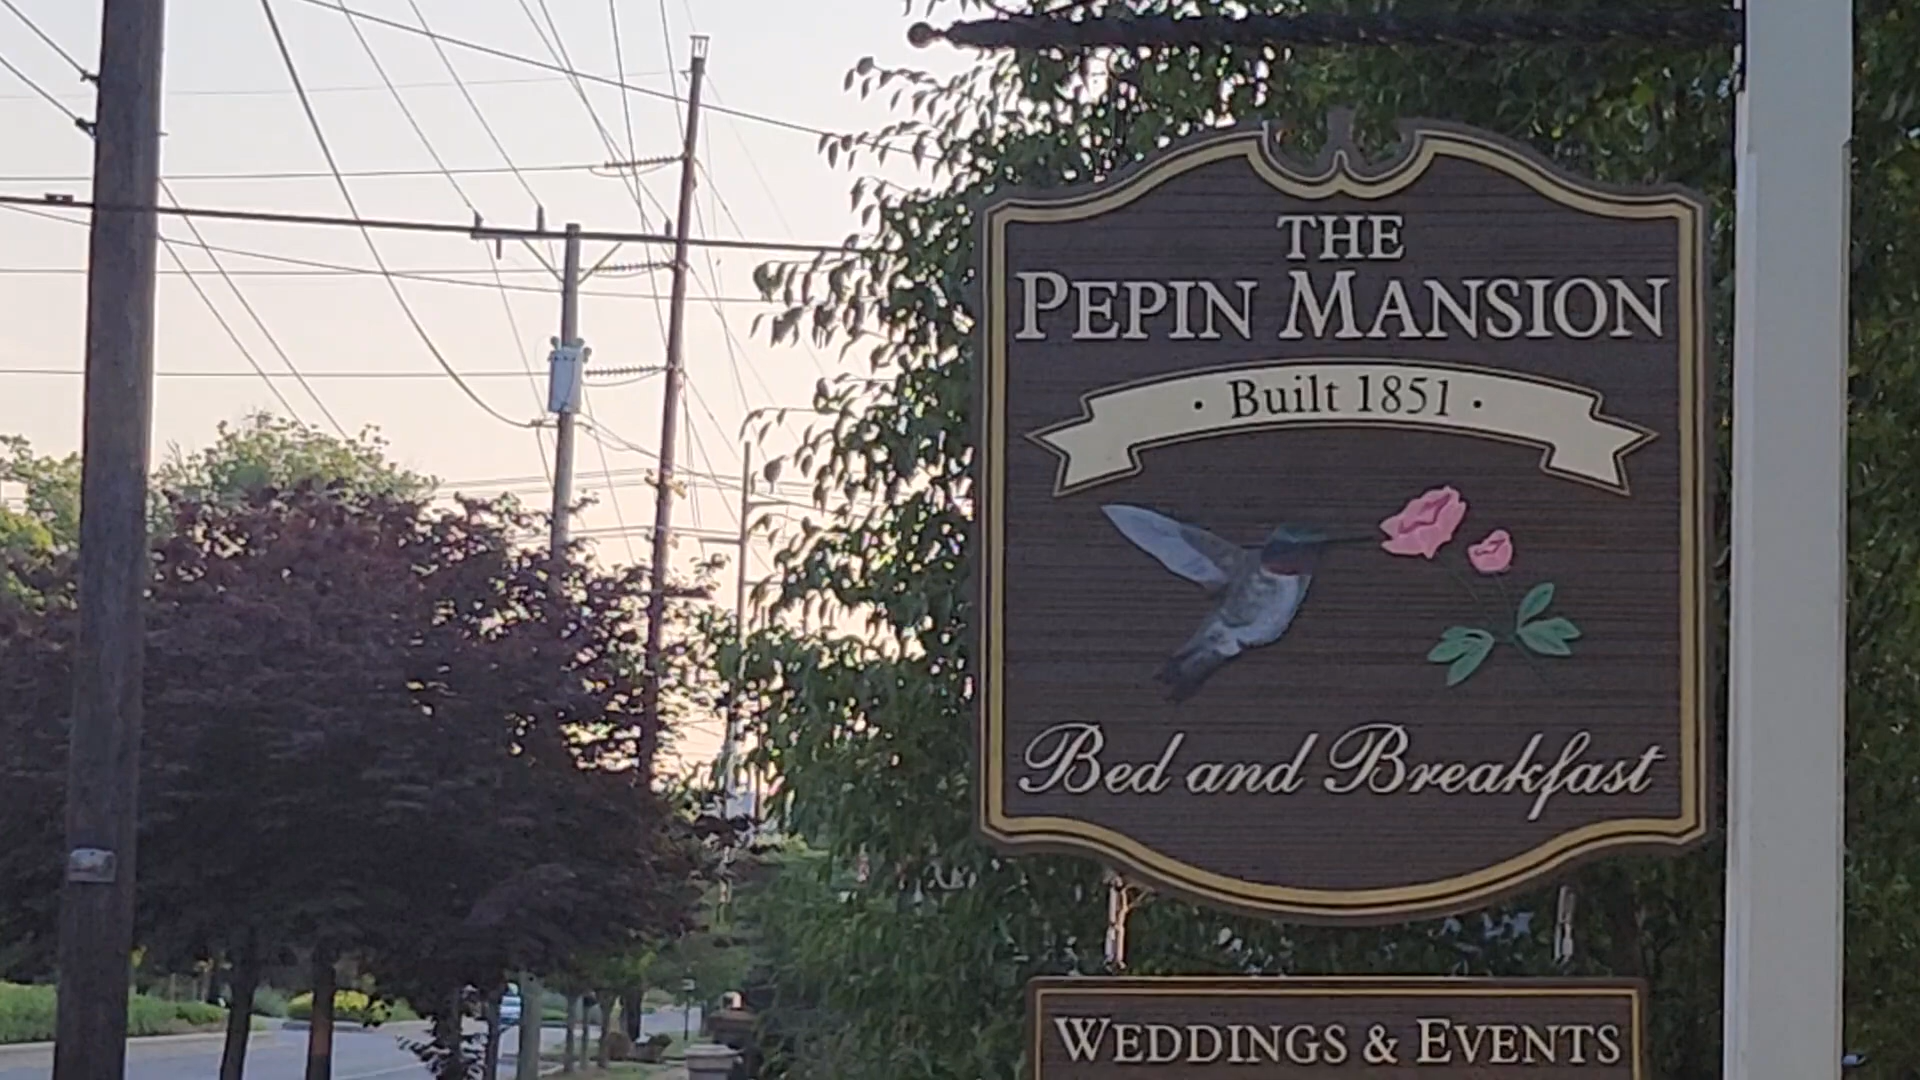 THE
PEPIN MANSION
· Built 1851 ·
Bed and Breakfast
WEDDINGS & EVENTS